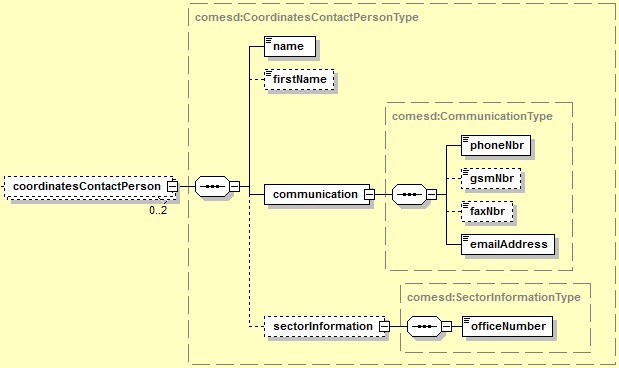 comesd:CoordinatesContactPersonType
name
firstName
comesd:CommunicationType
phoneNbr
gsmNbr
coordinatesContactPerson
communication
0..2
faxNbr
emailAddress
comesd:SectorInformationType
sectorInformation
officeNumber